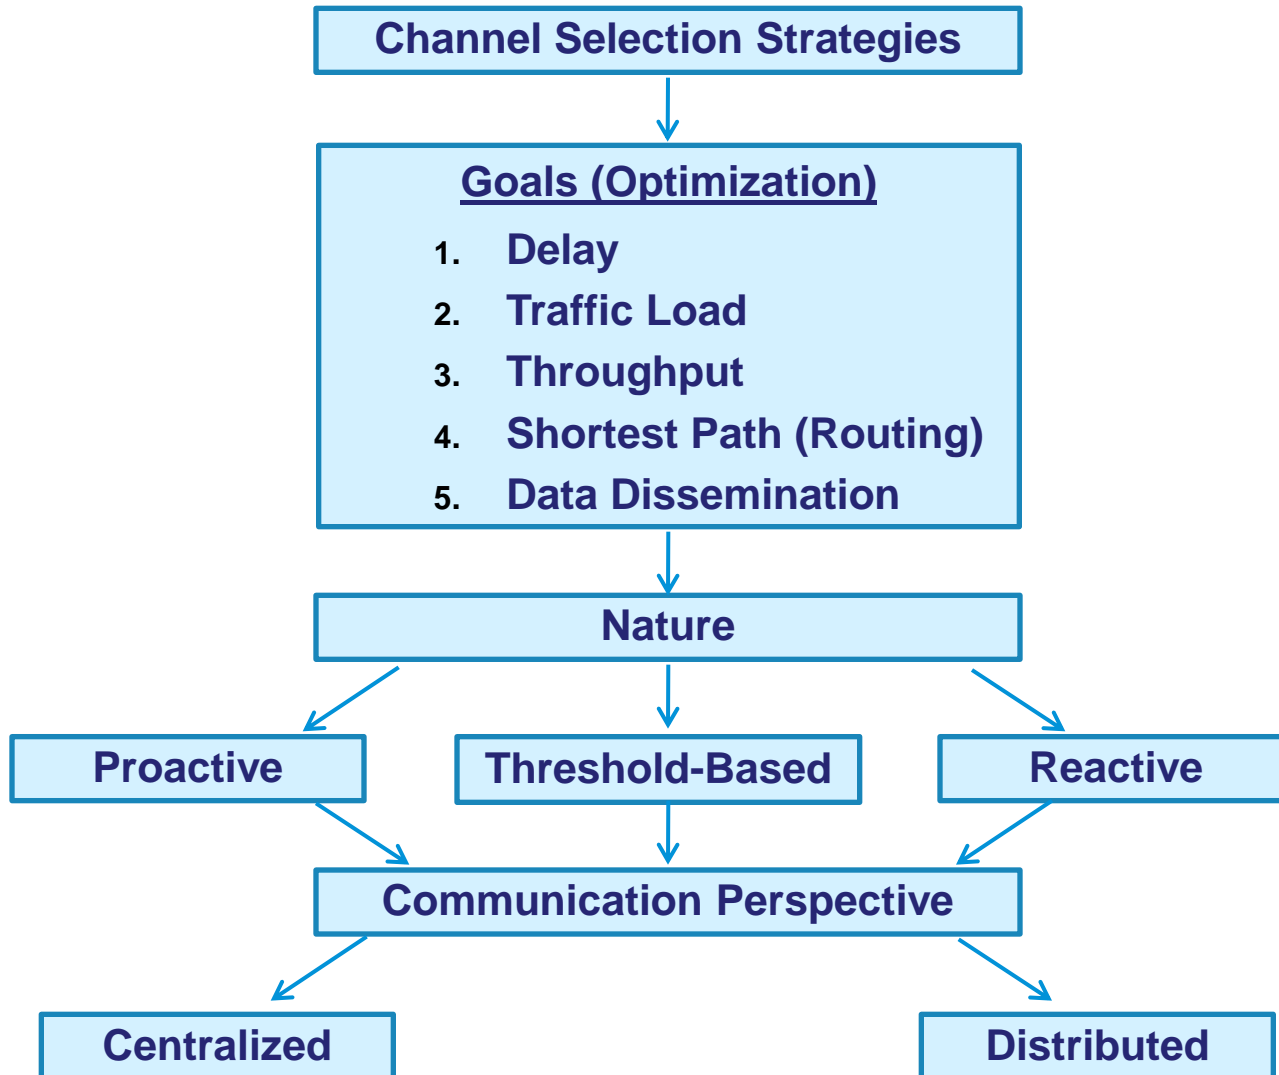 Channel Selection Strategies
Goals (Optimization)
1. Delay
2. Traffic Load
3. Throughput
4. Shortest Path (Routing)
5. Data Dissemination
Nature
Proactive
Threshold-Based
Reactive
Communication Perspective
Centralized
Distributed